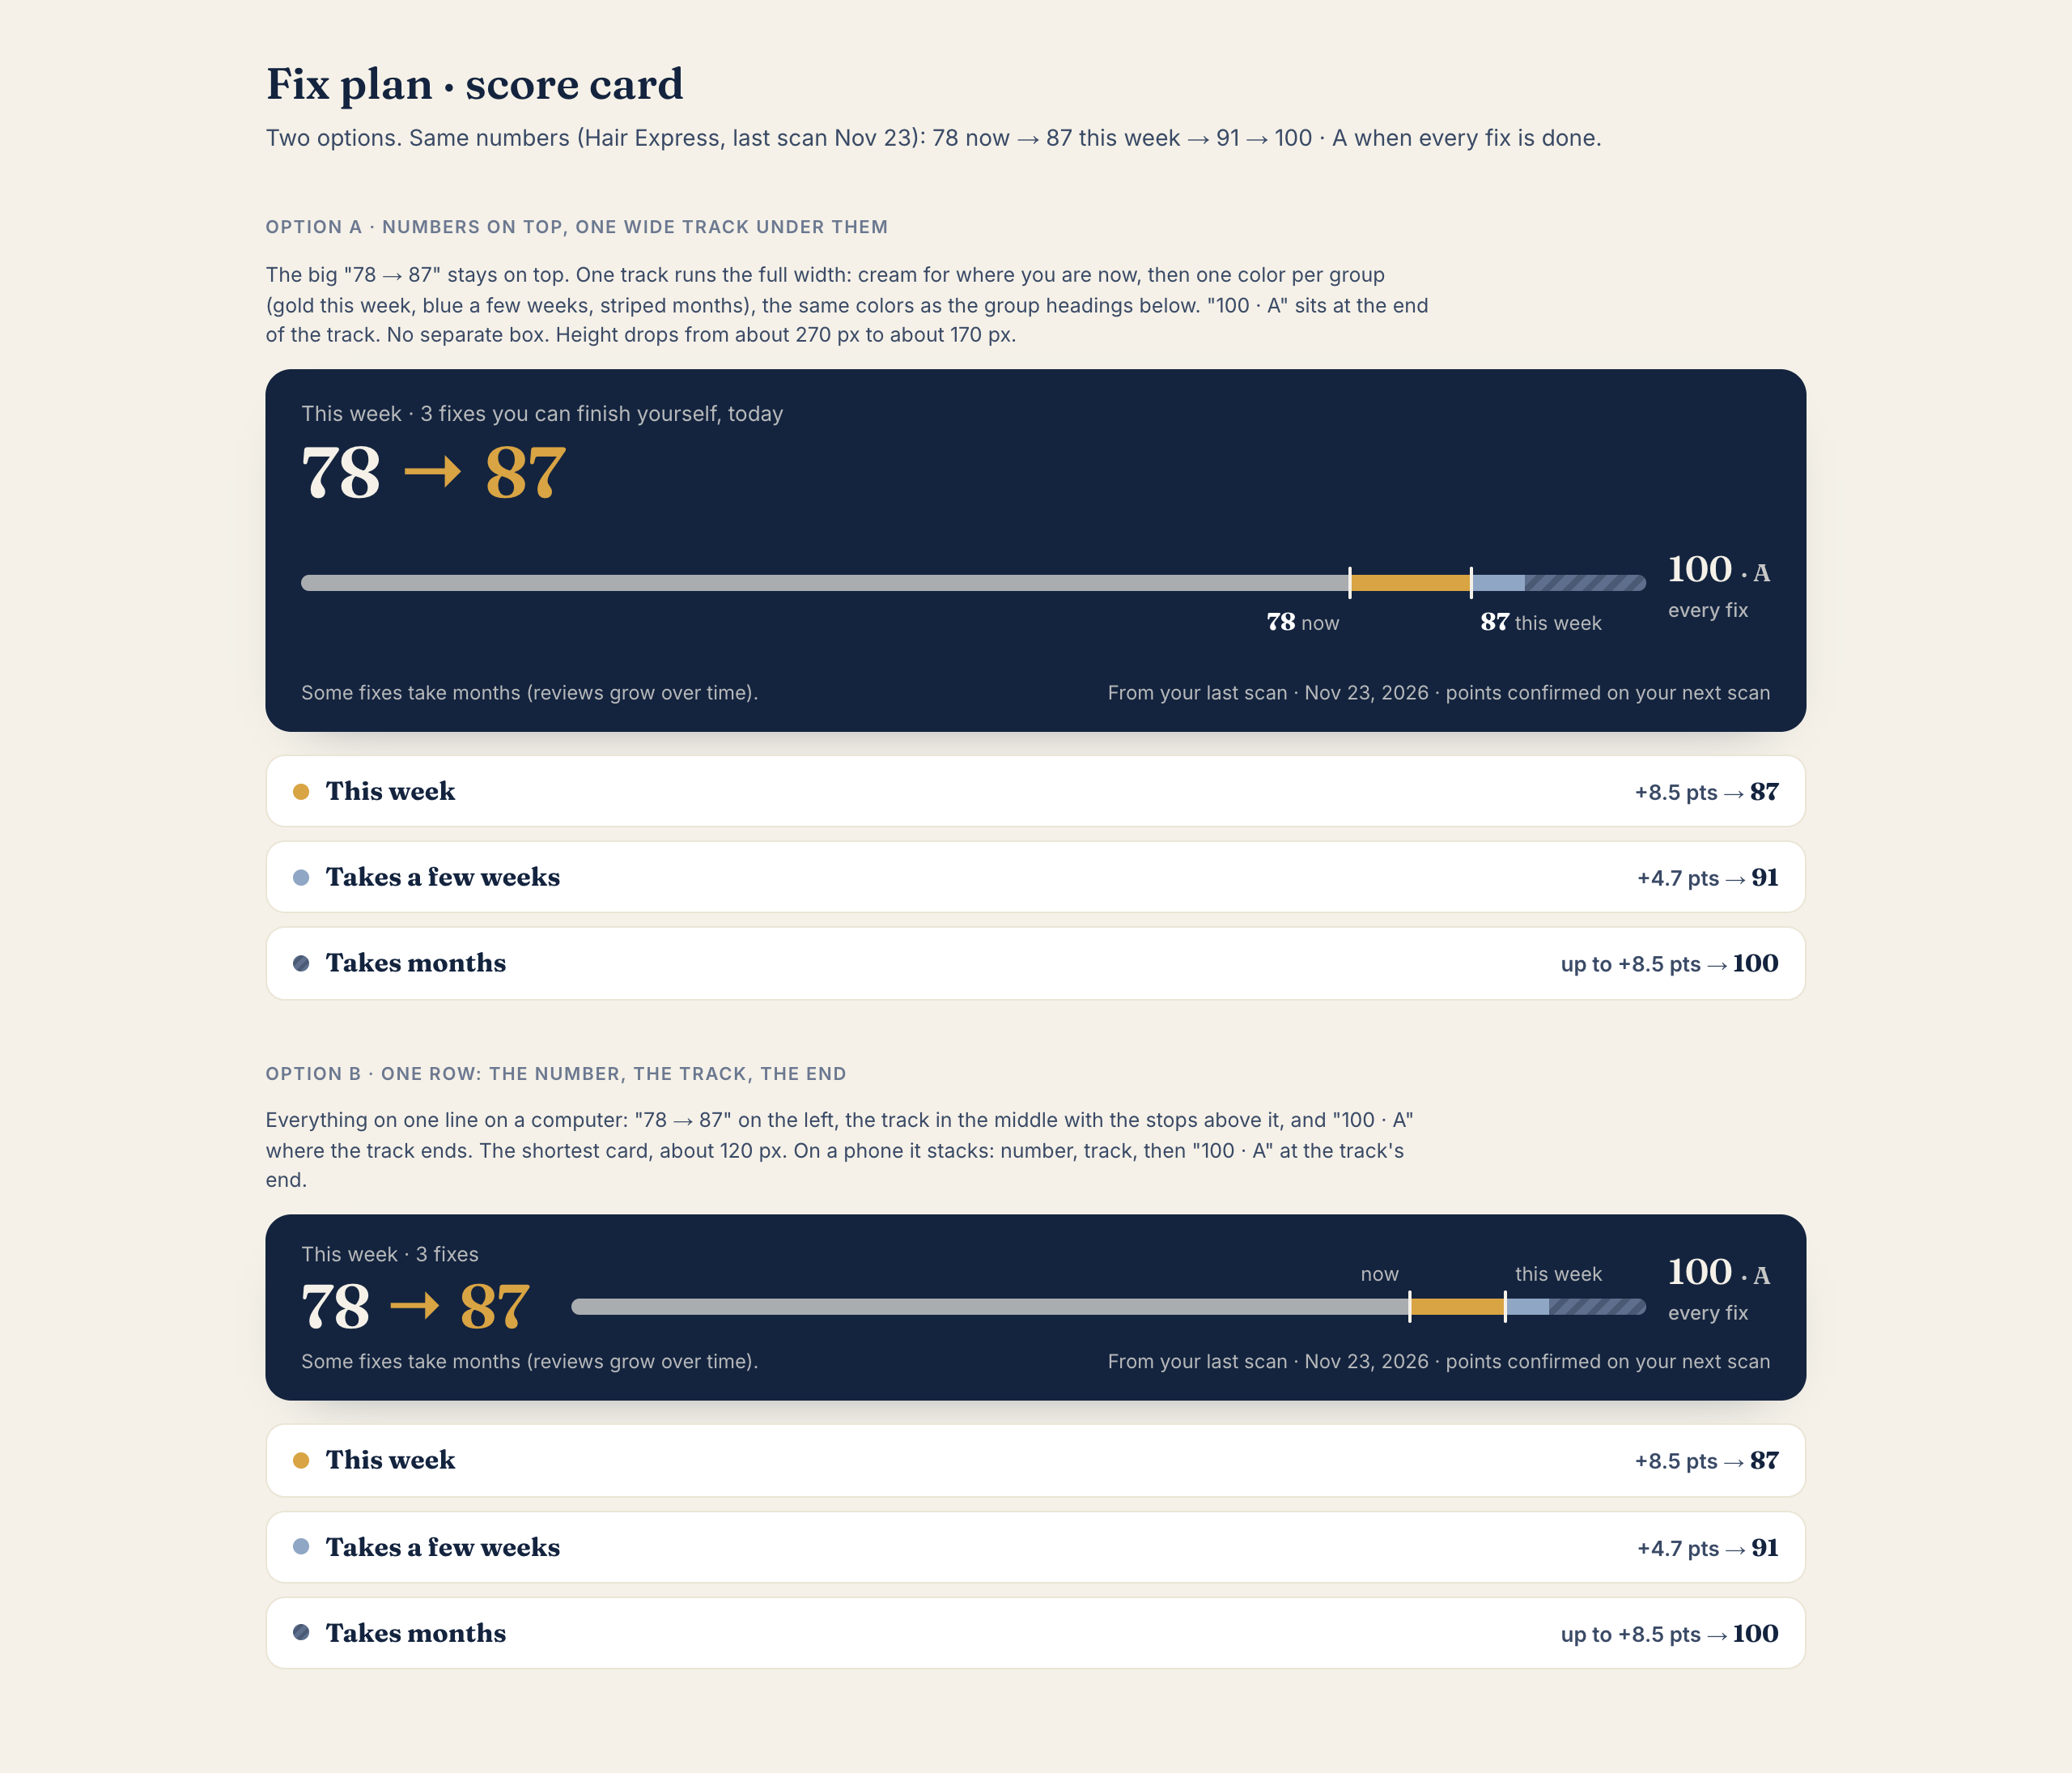 Fix plan · score card
Two options. Same numbers (Hair Express, last scan Nov 23): 78 now → 87 this week → 91 → 100 · A when every fix is done.
OPTION A · NUMBERS ON TOP, ONE WIDE TRACK UNDER THEM
The big "78 → 87" stays on top. One track runs the full width: cream for where you are now, then one color per group
(gold this week, blue a few weeks, striped months), the same colors as the group headings below. "100 · A" sits at the end
of the track. No separate box. Height drops from about 270 px to about 170 px.
This week · 3 fixes you can finish yourself, today
78 → 87
100 · A
every fix
78 now
87 this week
Some fixes take months (reviews grow over time).
From your last scan · Nov 23, 2026 · points confirmed on your next scan
This week
+8.5 pts → 87
Takes a few weeks
+4.7 pts → 91
Takes months
up to +8.5 pts → 100
OPTION B · ONE ROW: THE NUMBER, THE TRACK, THE END
Everything on one line on a computer: "78 → 87" on the left, the track in the middle with the stops above it, and "100 · A"
where the track ends. The shortest card, about 120 px. On a phone it stacks: number, track, then "100 · A" at the track's
end.
This week · 3 fixes
78 → 87
now
this week
100 · A
every fix
Some fixes take months (reviews grow over time).
From your last scan · Nov 23, 2026 · points confirmed on your next scan
This week
+8.5 pts → 87
Takes a few weeks
+4.7 pts → 91
Takes months
up to +8.5 pts → 100